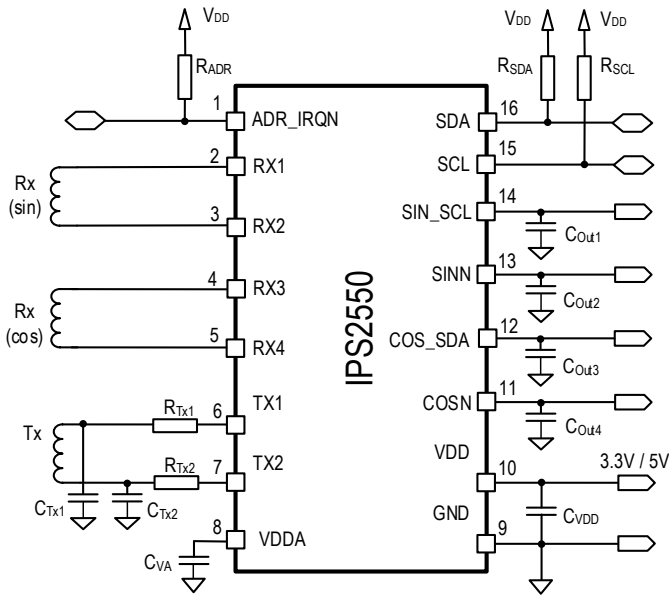 VDD
VDD
VDD
RADR
RSDA
RSCL
1
ADR_IRQN
SDA
16
2
RX1
SCL
15
Rx
(sin)
3
RX2
SIN_SCL
14
COut1
4
RX3
SINN
13
COut2
Rx
(cos)
5
RX4
COS_SDA
12
COut3
IPS2550
RTx1
6
TX1
COSN
11
COut4
Tx
RTx2
7
TX2
VDD
10
3.3V / 5V
CTx1
CTx2
8
VDDA
GND
9
CVDD
CVA